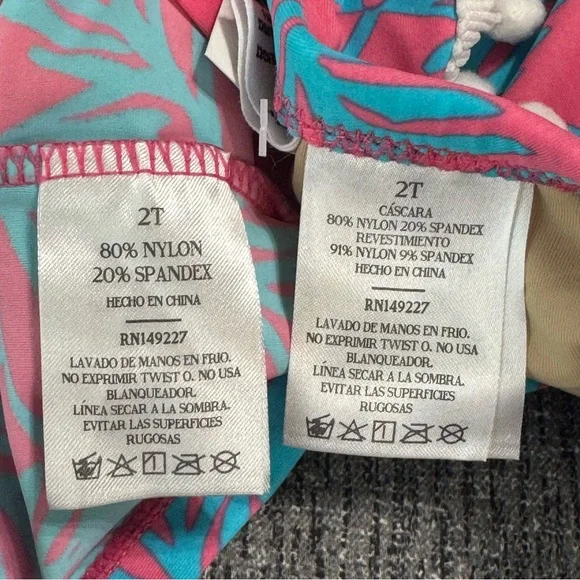 2T
80% NYLON
20% SPANDEX
HECHO EN CHINA
RN149227
LAVADO DE MANOS EN FRIO.
NO EXPRIMIR TWIST O. NO USA
BLANQUEADOR.
LÍNEA SECAR A LA SOMBRA.
EVITAR LAS SUPERFICIES
RUGOSAS
1
2T
CÁSCARA
80% NYLON 20% SPANDEX
REVESTIMIENTO
91% NYLON 9% SPANDEX
HECHO EN CHINA
RN149227
LAVADO DE MANOS EN FRIO.
NO EXPRIMIR TWIST O. NO USA
BLANQUEADOR.
LÍNEA SECAR A LA SOMBRA.
EVITAR LAS SUPERFICIES
RUGOSAS
1